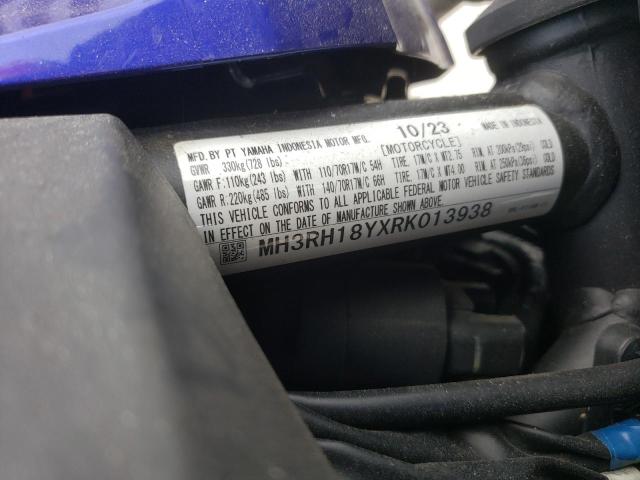 MFD. BY PT YAMAHA INDONESIA MOTOR MFG. 10/23 MADE IN INDONESIA
GVWR 330kg(728 lbs) [MOTORCYCLE]
GAWR F:110kg(243 lbs) WITH 110/70R17M/C 54H TIRE. 17M/C X MT2.75 RIM. AT 200kPa(29psi) COLD
GAWR R:220kg(485 lbs) WITH 140/70R17M/C 66H TIRE. 17M/C X MT4.00 RIM. AT 250kPa(36psi) COLD
THIS VEHICLE CONFORMS TO ALL APPLICABLE FEDERAL MOTOR VEHICLE SAFETY STANDARDS
IN EFFECT ON THE DATE OF MANUFACTURE SHOWN ABOVE.
MH3RH18YXRK013938